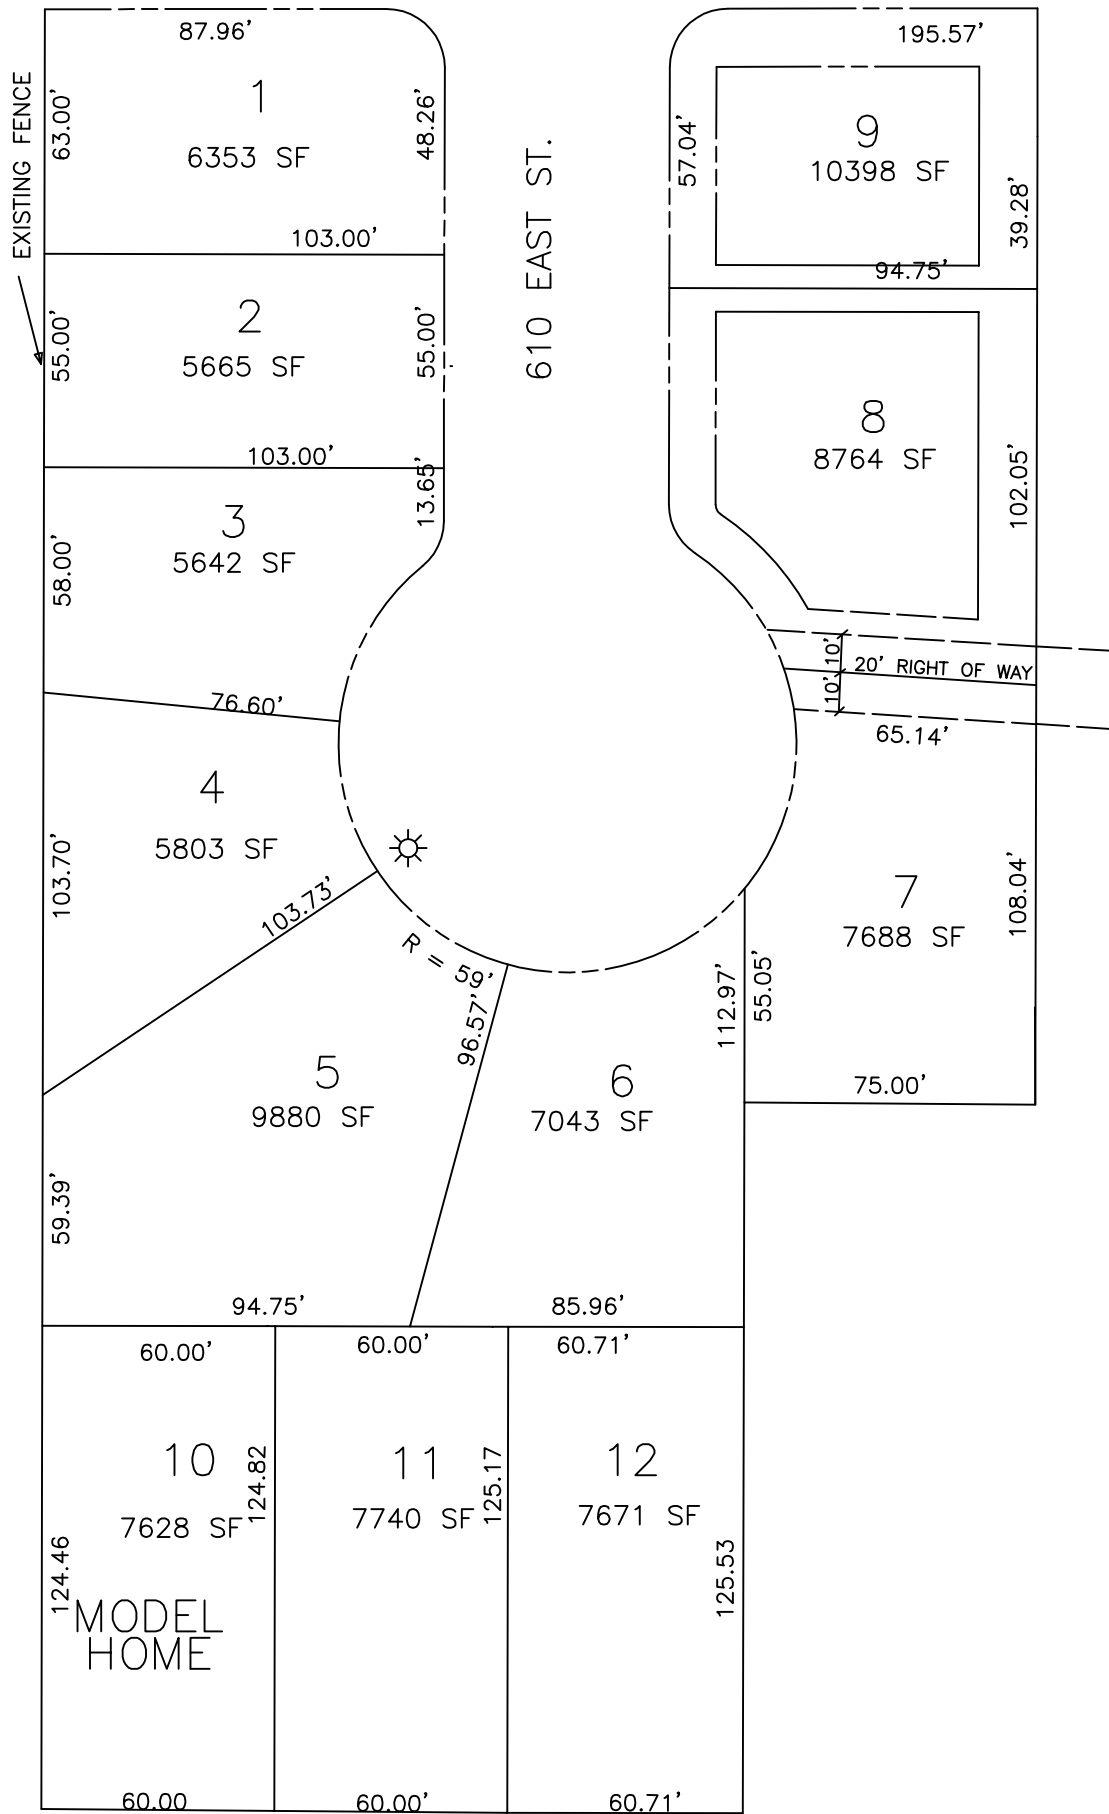 87.96'
195.57'
EXISTING FENCE
63.00'
1
6353 SF
48.26'
610 EAST ST.
57.04'
9
10398 SF
39.28'
103.00'
94.75'
55.00'
2
5665 SF
55.00'
8
8764 SF
102.05'
103.00'
13.65'
3
5642 SF
58.00'
10'
10'
20' RIGHT OF WAY
76.60'
65.14'
4
5803 SF
103.70'
103.73'
7
7688 SF
108.04'
R = 59'
96.57'
112.97'
55.05'
75.00'
5
9880 SF
6
7043 SF
59.39'
94.75'
85.96'
60.00'
60.00'
60.71'
10
7628 SF
124.82
11
7740 SF
125.17
12
7671 SF
124.46
125.53
MODEL
HOME
60.00
60.00'
60.71'